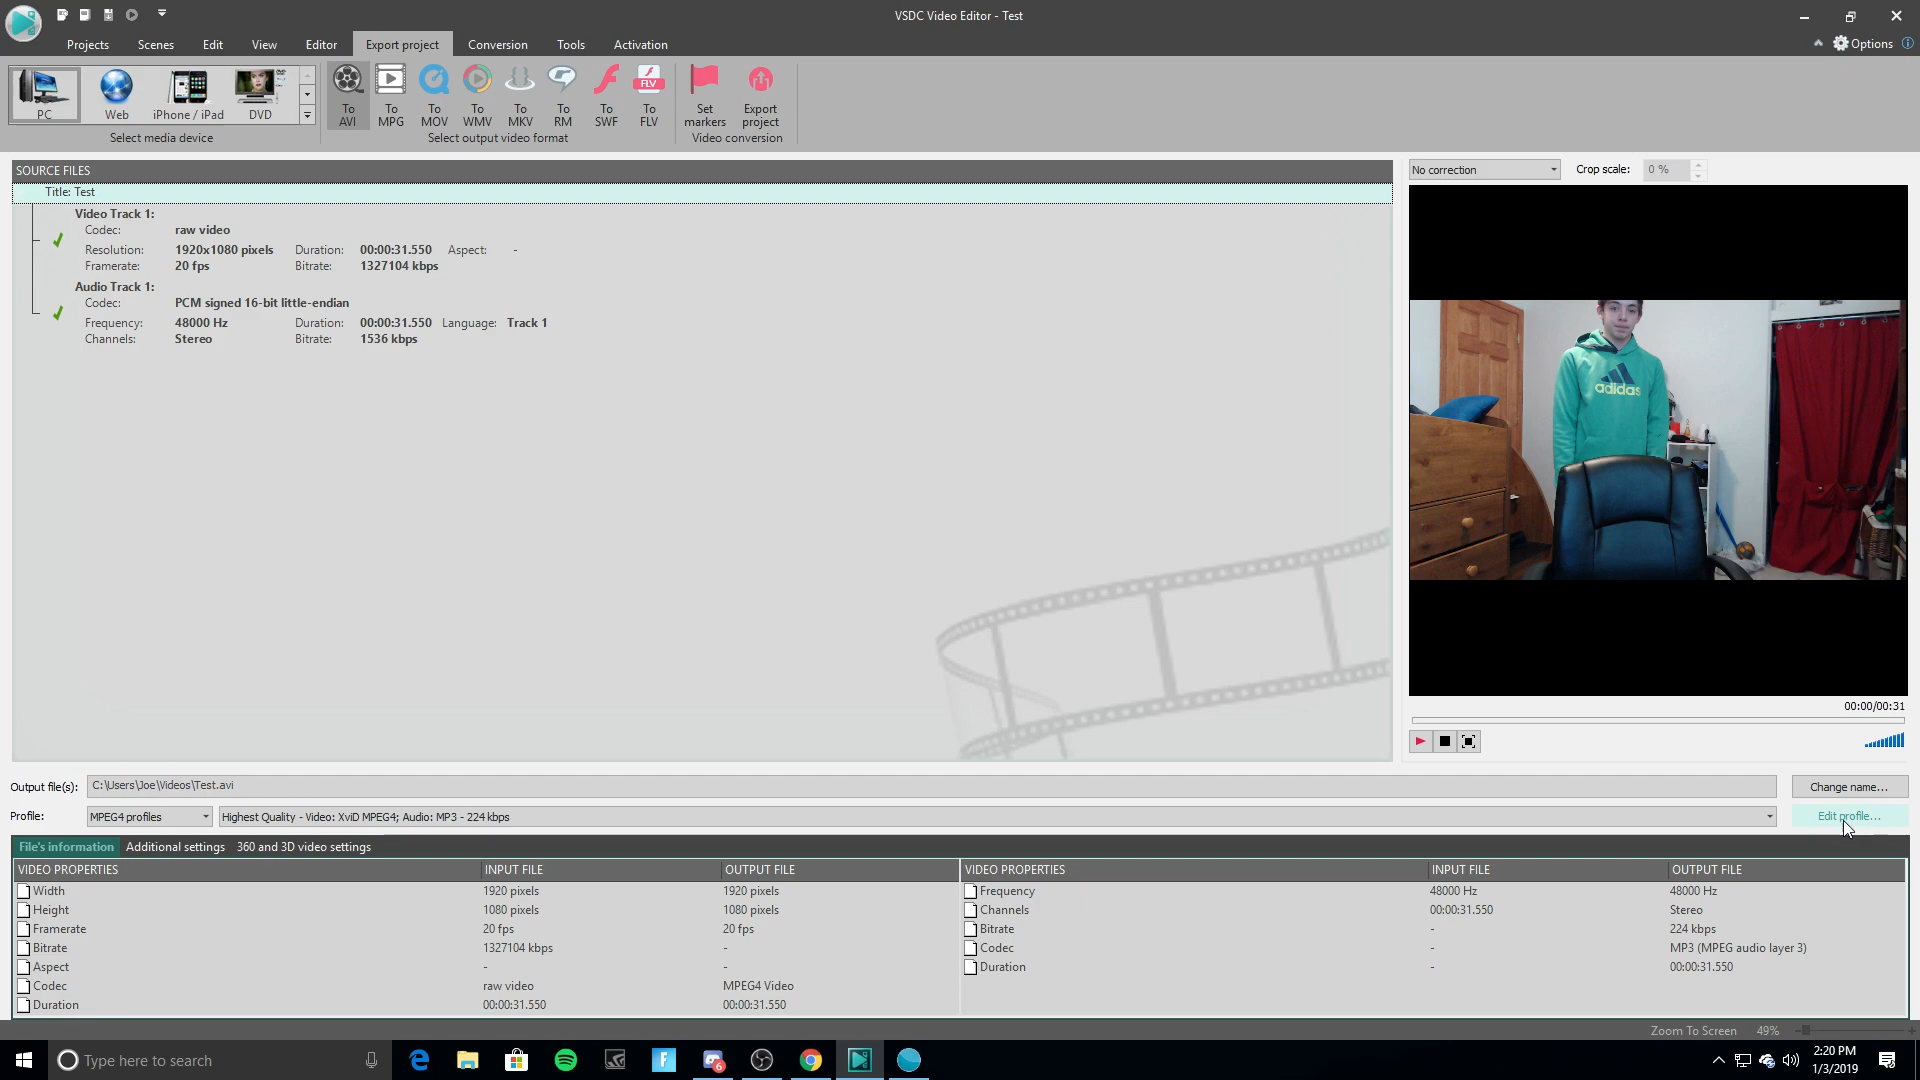 VSDC Video Editor - Test
Projects Scenes Edit View Editor Export project Conversion Tools Activation
Options
PC Web iPhone / iPad DVD
To AVI To MPG To MOV To WMV To MKV To RM To SWF To FLV
FLV
Set markers Export project
Select media device Select output video format Video conversion
SOURCE FILES
No correction Crop scale: 0 %
Title: Test
Video Track 1:
Codec: raw video
Resolution: 1920x1080 pixels Duration: 00:00:31.550 Aspect: -
Framerate: 20 fps Bitrate: 1327104 kbps
Audio Track 1:
Codec: PCM signed 16-bit little-endian
Frequency: 48000 Hz Duration: 00:00:31.550 Language: Track 1
Channels: Stereo Bitrate: 1536 kbps
adidas
00:00/00:31
Output file(s): C:\Users\Joe\Videos\Test.avi Change name...
Profile: MPEG4 profiles Highest Quality - Video: XviD MPEG4; Audio: MP3 - 224 kbps Edit profile...
File's information Additional settings 360 and 3D video settings
VIDEO PROPERTIES INPUT FILE OUTPUT FILE VIDEO PROPERTIES INPUT FILE OUTPUT FILE
Width 1920 pixels 1920 pixels Frequency 48000 Hz 48000 Hz
Height 1080 pixels 1080 pixels Channels 00:00:31.550 Stereo
Framerate 20 fps 20 fps Bitrate - 224 kbps
Bitrate 1327104 kbps - Codec - MP3 (MPEG audio layer 3)
Aspect - - Duration - 00:00:31.550
Codec raw video MPEG4 Video
Duration 00:00:31.550 00:00:31.550
Zoom To Screen 49%
Type here to search
6
2:20 PM
1/3/2019